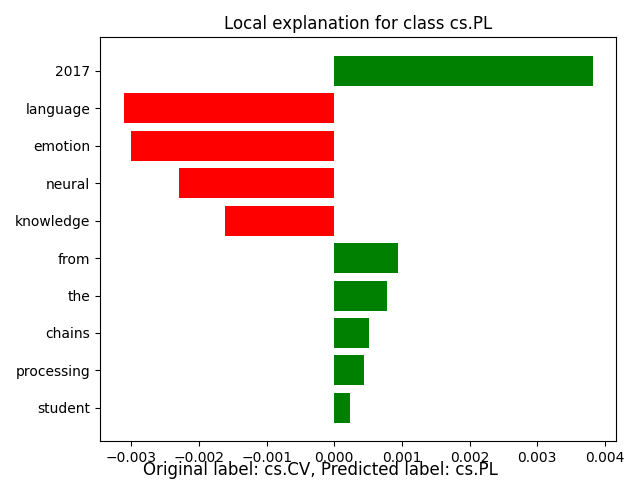 Local explanation for class cs.PL
2017
language
emotion
neural
knowledge
from
the
chains
processing
student
−0.003 −0.002 −0.001 0.000 0.001 0.002 0.003 0.004
Original label: cs.CV, Predicted label: cs.PL